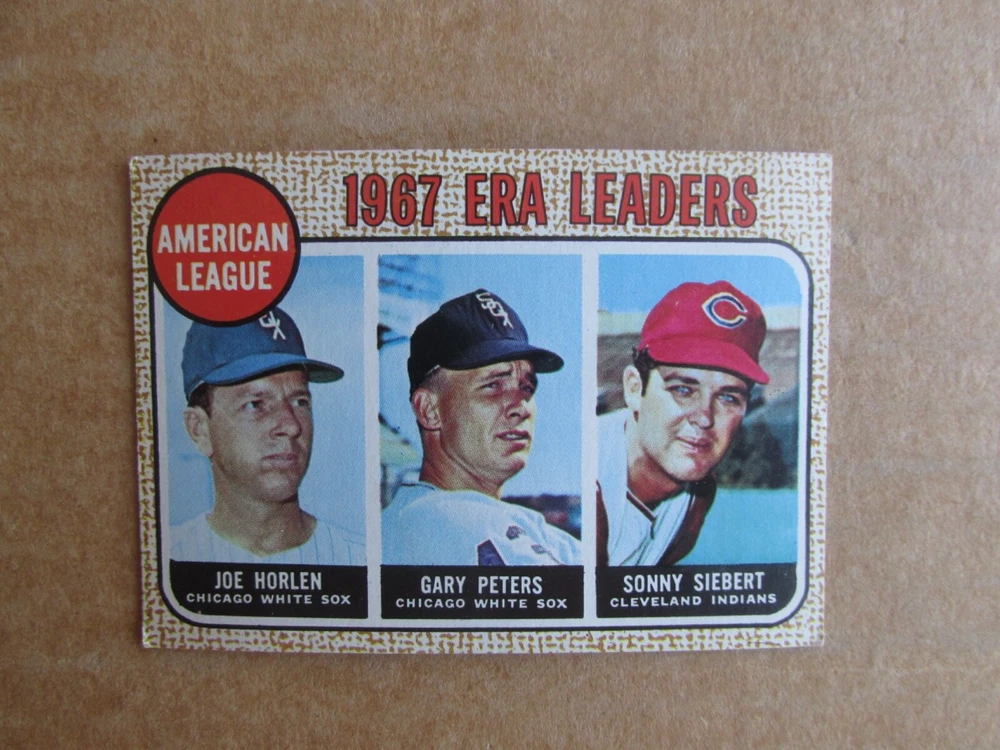 1967 ERA LEADERS
AMERICAN
LEAGUE
SOX
C
JOE HORLEN
CHICAGO WHITE SOX
GARY PETERS
CHICAGO WHITE SOX
SONNY SIEBERT
CLEVELAND INDIANS